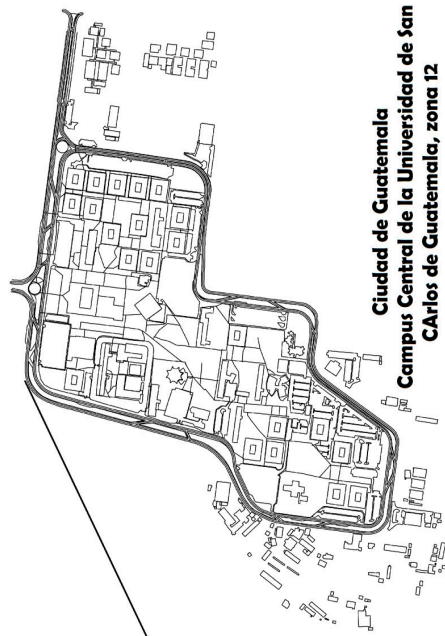 Ciudad de Guatemala
Campus Central de la Universidad de San
CArlos de Guatemala, zona 12